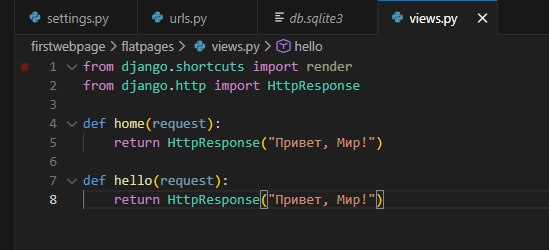 settings.py urls.py db.sqlite3 views.py
firstwebpage > flatpages > views.py > hello
1 from django.shortcuts import render
2 from django.http import HttpResponse
3
4 def home(request):
5 return HttpResponse("Привет, Мир!")
6
7 def hello(request):
8 return HttpResponse("Привет, Мир!")